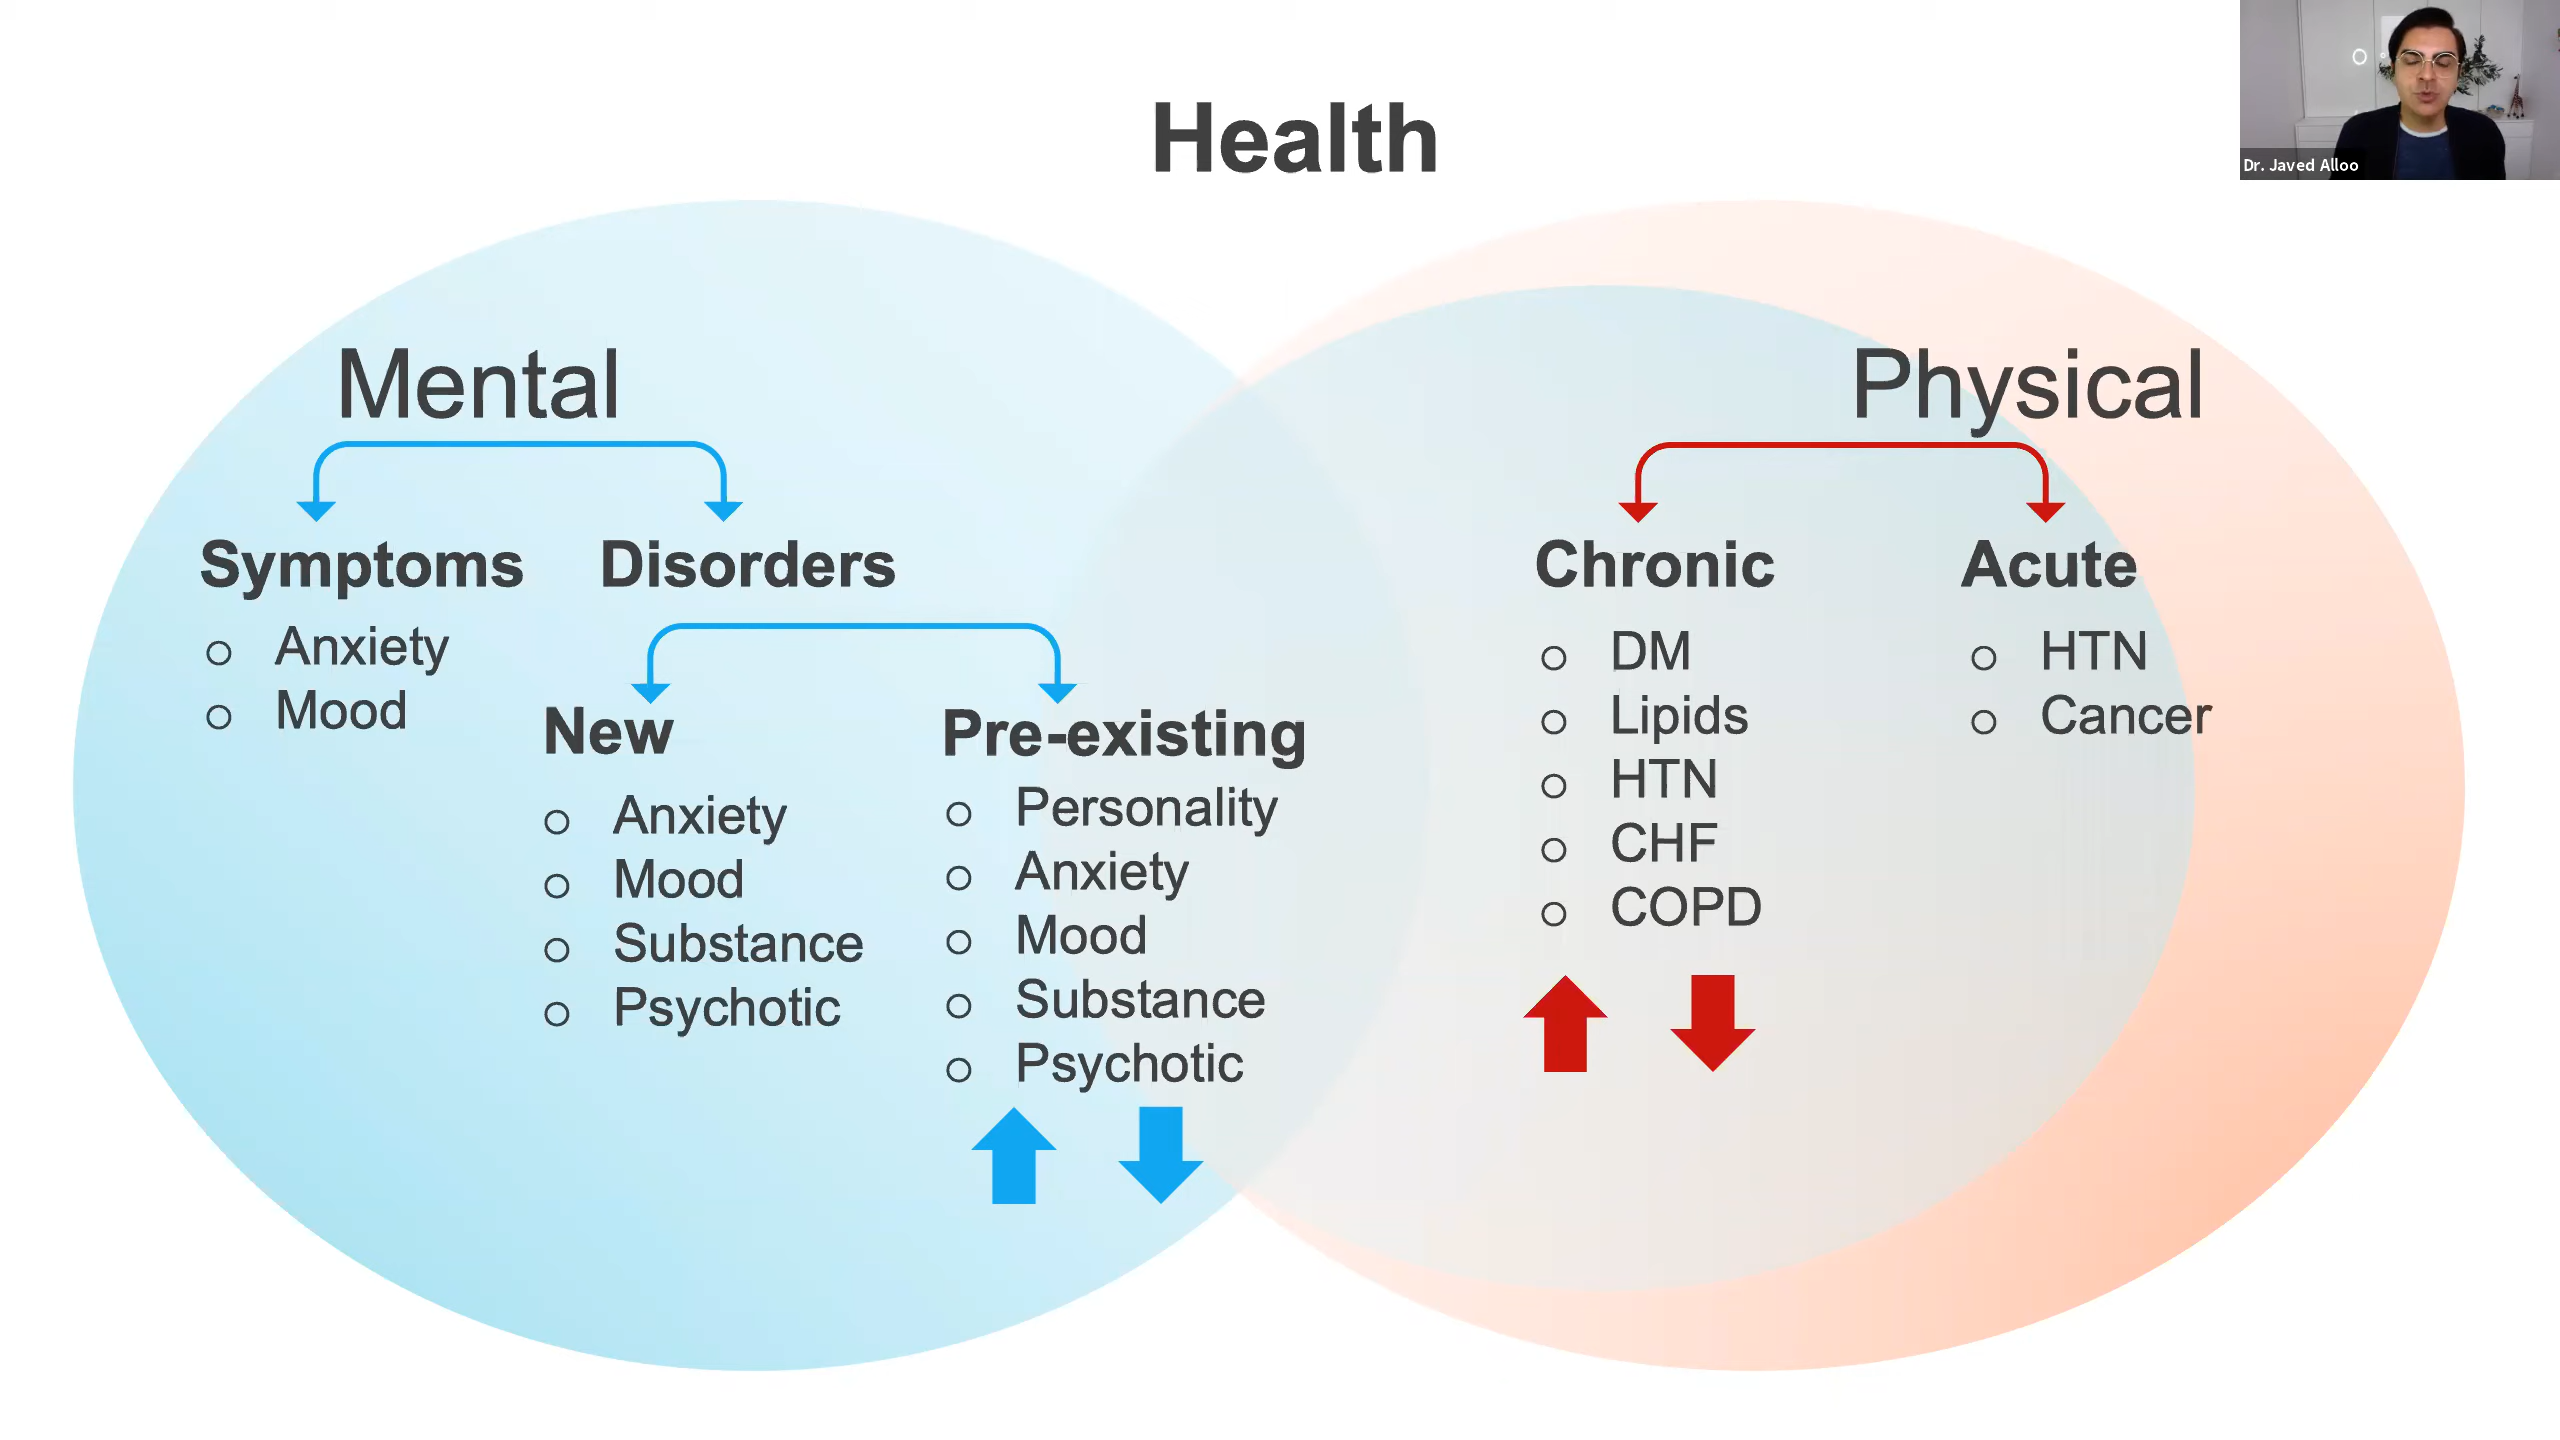 Health
Dr. Javed Alloo
Mental
Symptoms
Anxiety
Mood
Disorders
New
Anxiety
Mood
Substance
Psychotic
Pre-existing
Personality
Anxiety
Mood
Substance
Psychotic
Physical
Chronic
DM
Lipids
HTN
CHF
COPD
Acute
HTN
Cancer